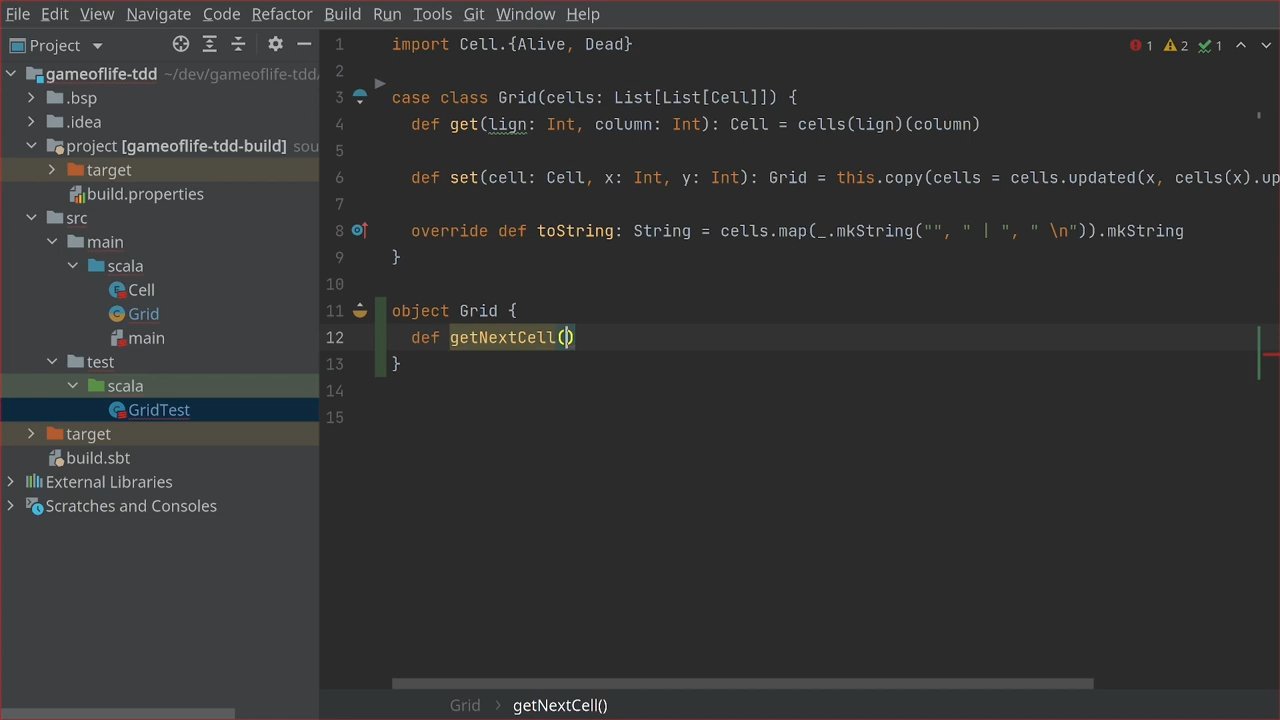 File Edit View Navigate Code Refactor Build Run Tools Git Window Help
Project
gameoflife-tdd ~/dev/gameoflife-tdd/
.bsp
.idea
project [gameoflife-tdd-build] sou
target
build.properties
src
main
scala
Cell
Grid
main
test
scala
GridTest
target
build.sbt
External Libraries
Scratches and Consoles
1 import Cell.{Alive, Dead}
1 2 1
2
3 case class Grid(cells: List[List[Cell]]) {
4 def get(lign: Int, column: Int): Cell = cells(lign)(column)
5
6 def set(cell: Cell, x: Int, y: Int): Grid = this.copy(cells = cells.updated(x, cells(x).up
7
8 override def toString: String = cells.map(_.mkString("", " | ", " \n")).mkString
9 }
10
11 object Grid {
12 def getNextCell()
13 }
14
15
Grid > getNextCell()